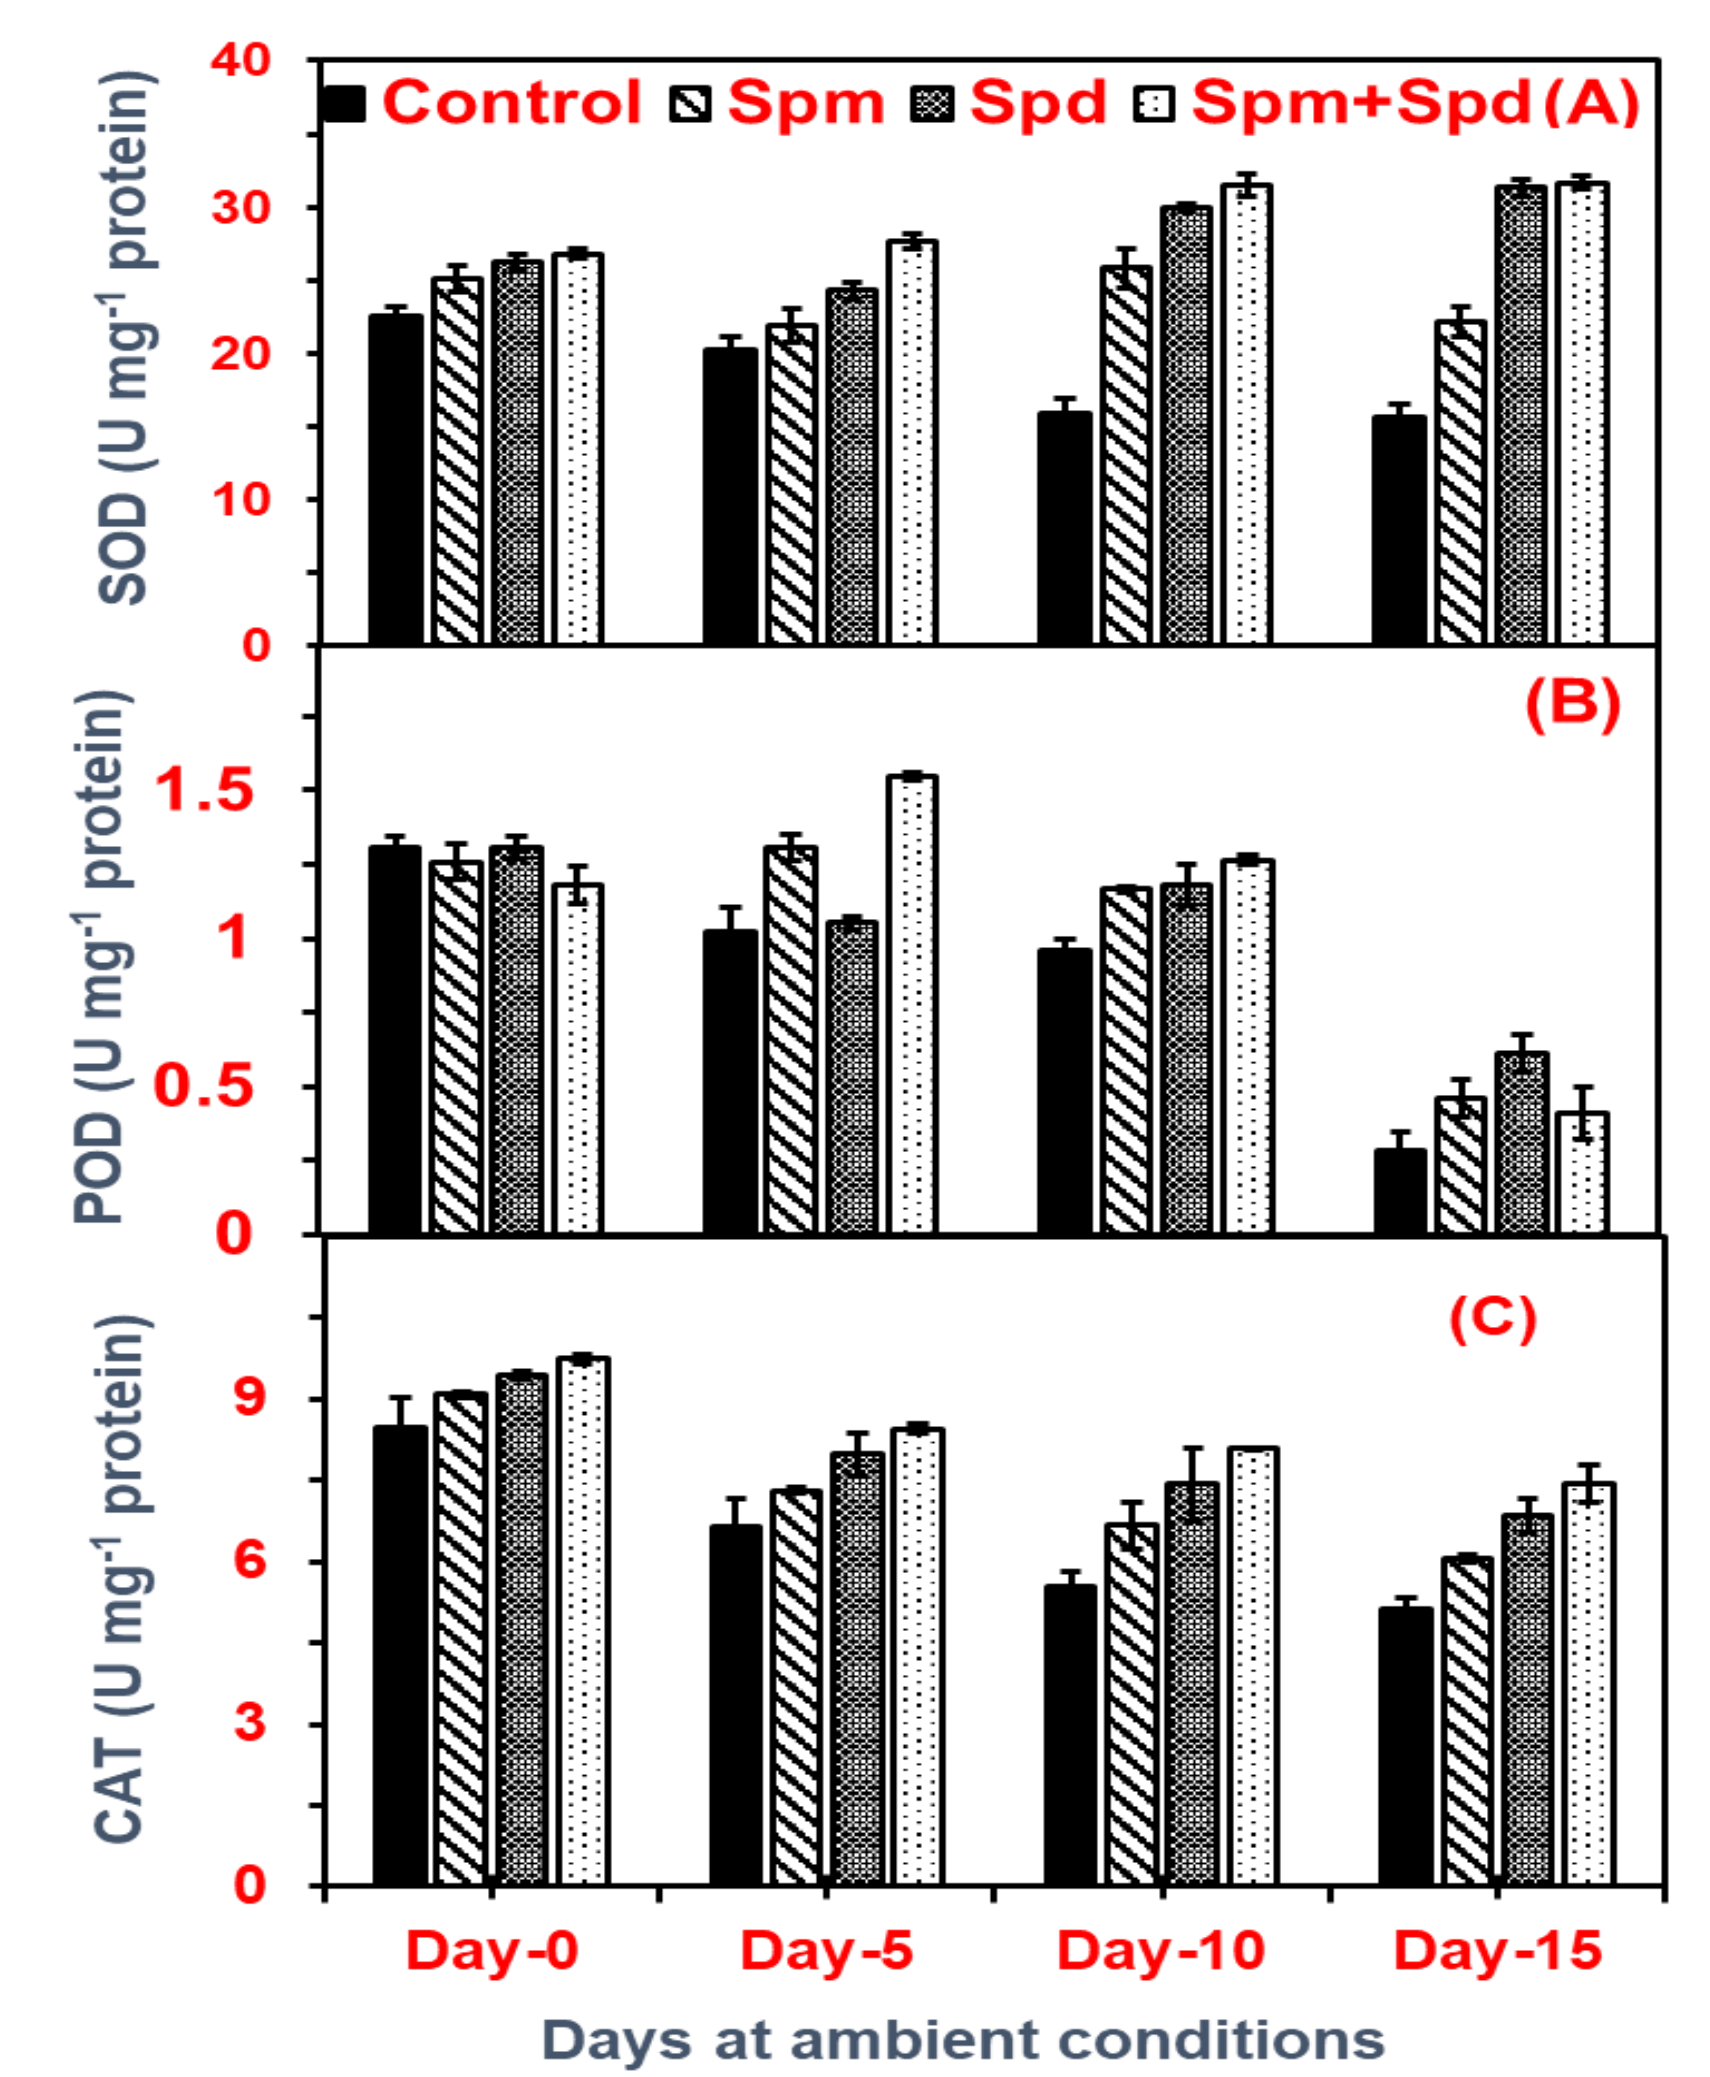 40
Control Spm Spd Spm+Spd (A)
30
20
10
0
SOD (U mg-1 protein)
(B)
1.5
1
0.5
0
POD (U mg-1 protein)
(C)
9
6
3
0
CAT (U mg-1 protein)
Day-0 Day-5 Day-10 Day-15
Days at ambient conditions